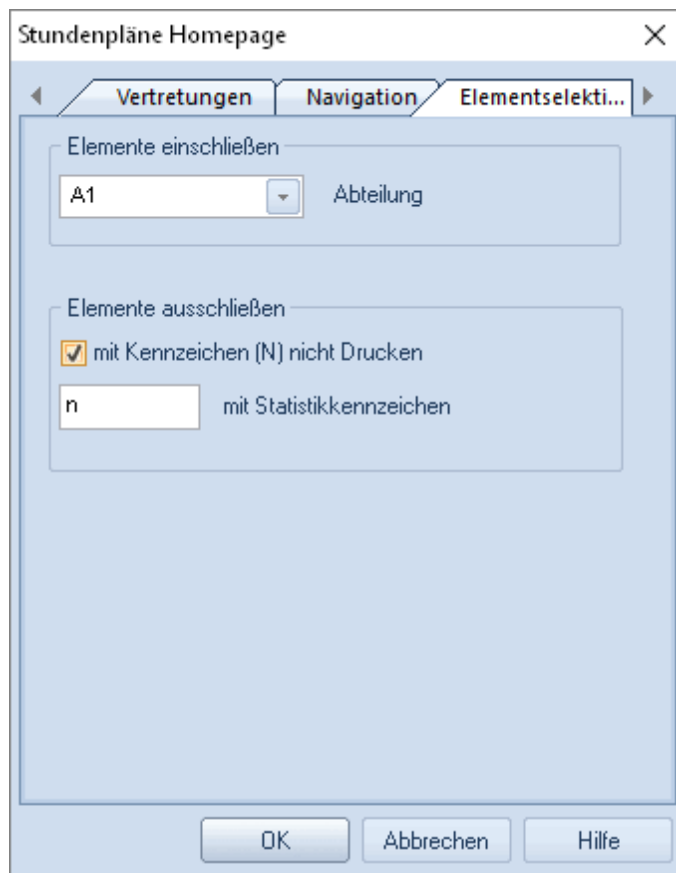 Stundenpläne Homepage
Vertretungen Navigation Elementselekti...
Elemente einschließen
A1 Abteilung
Elemente ausschließen
mit Kennzeichen (N) nicht Drucken
n mit Statistikkennzeichen
OK Abbrechen Hilfe